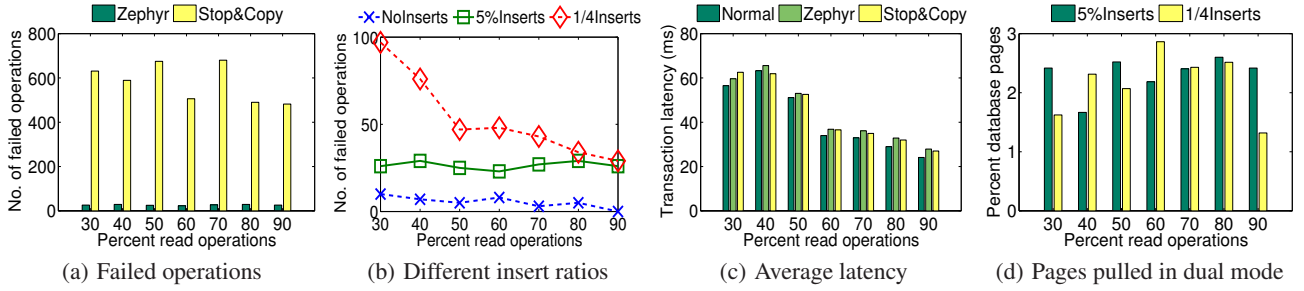 Zephyr Stop&Copy
800
600
400
200
0
No. of failed operations
30 40 50 60 70 80 90
Percent read operations
(a) Failed operations
NoInserts 5%Inserts 1/4Inserts
100
50
0
No. of failed operations
30 40 50 60 70 80 90
Percent read operations
(b) Different insert ratios
Normal Zephyr Stop&Copy
80
60
40
20
0
Transaction latency (ms)
30 40 50 60 70 80 90
Percent read operations
(c) Average latency
5%Inserts 1/4Inserts
3
2
1
0
Percent database pages
30 40 50 60 70 80 90
Percent read operations
(d) Pages pulled in dual mode